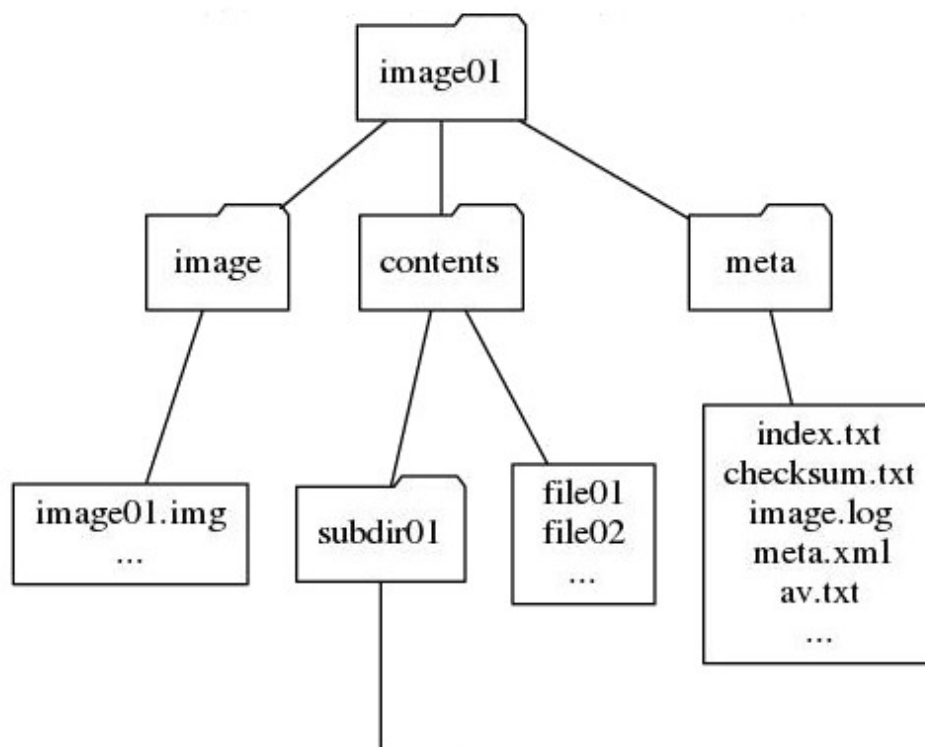 image01
image
contents
meta
image01.img
...
subdir01
file01
file02
...
index.txt
checksum.txt
image.log
meta.xml
av.txt
...